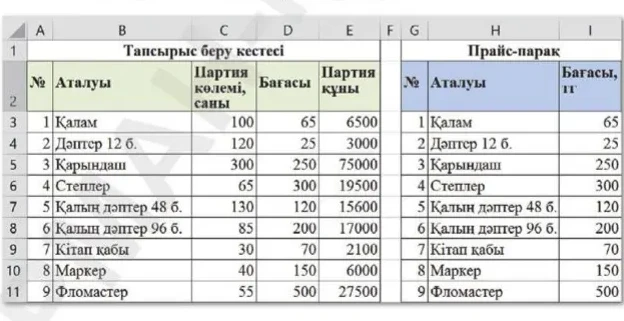 A B C D E F G H I
1 Тапсырыс беру кестесі Прайс-парақ
2 № Аталуы Партия көлемі, саны Бағасы Партия құны № Аталуы Бағасы, тг
3 1 Қалам 100 65 6500 1 Қалам 65
4 2 Дәптер 12 б. 120 25 3000 2 Дәптер 12 б. 25
5 3 Қарындаш 300 250 75000 3 Қарындаш 250
6 4 Степлер 65 300 19500 4 Степлер 300
7 5 Қалың дәптер 48 б. 130 120 15600 5 Қалың дәптер 48 б. 120
8 6 Қалың дәптер 96 б. 85 200 17000 6 Қалың дәптер 96 б. 200
9 7 Кітап қабы 30 70 2100 7 Кітап қабы 70
10 8 Маркер 40 150 6000 8 Маркер 150
11 9 Фломастер 55 500 27500 9 Фломастер 500